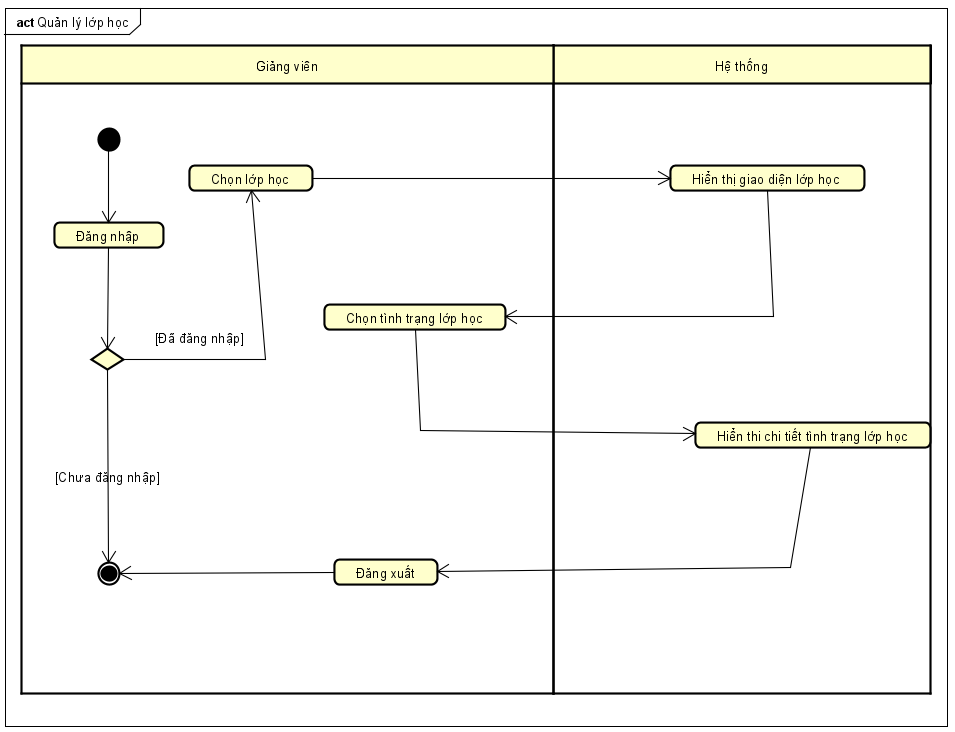 act Quản lý lớp học
Giảng viên
Hệ thống
Chọn lớp học
Hiển thị giao diện lớp học
Đăng nhập
Chọn tình trạng lớp học
[Đã đăng nhập]
Hiển thi chi tiết tình trạng lớp học
[Chưa đăng nhập]
Đăng xuất